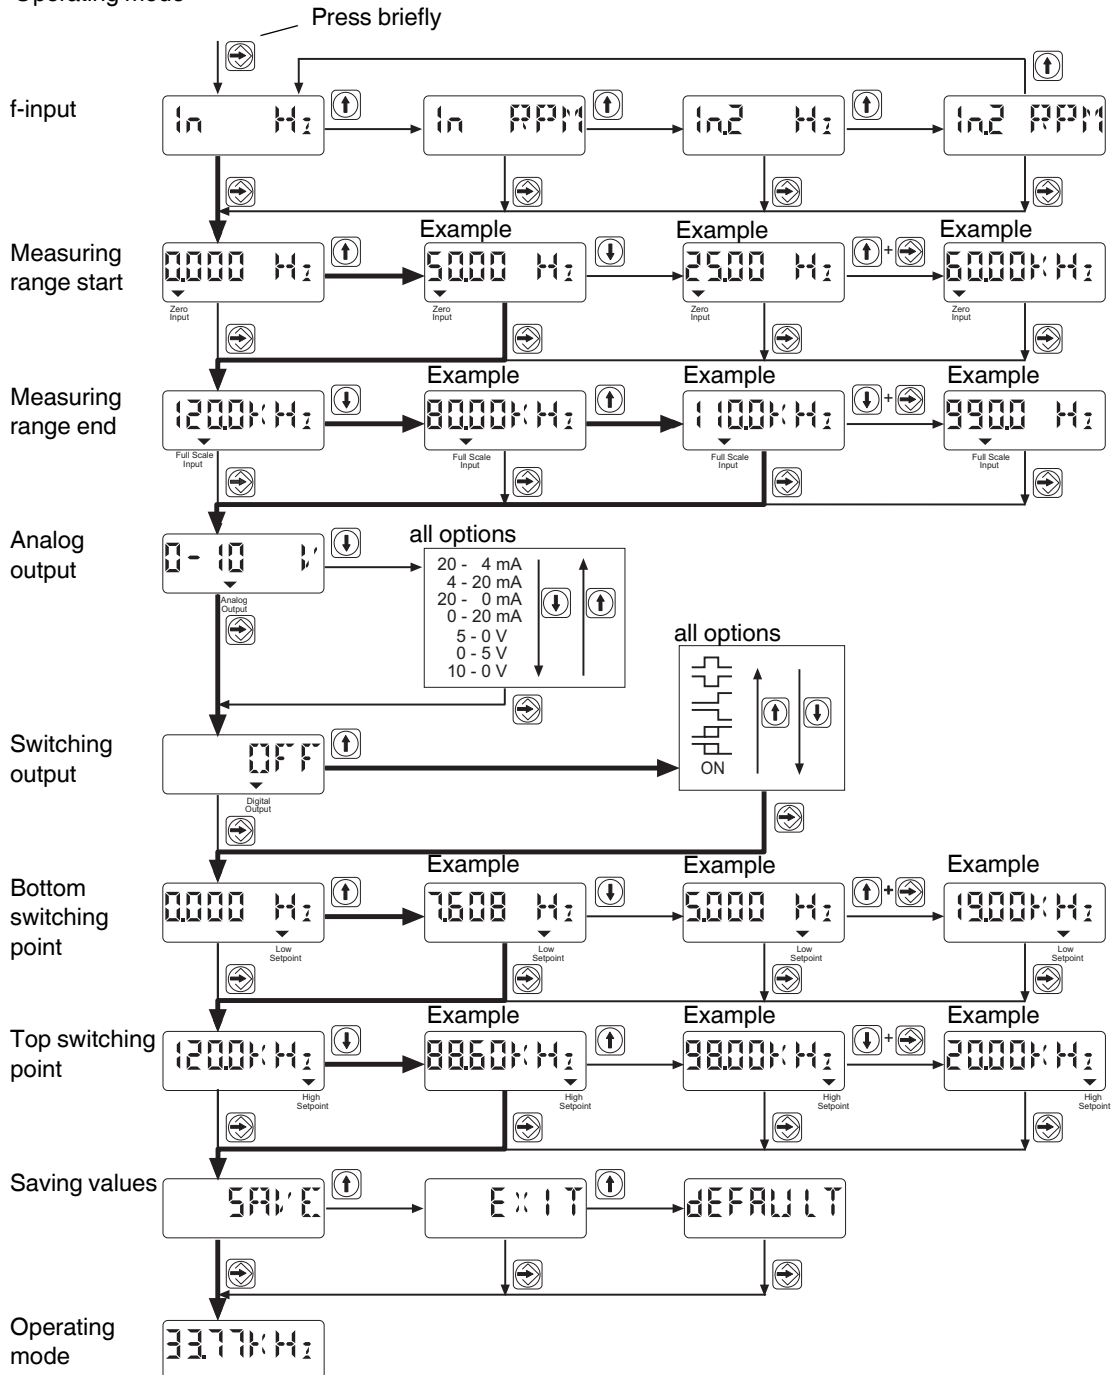 Operating mode
Press briefly
f-input
In Hz
In RPM
In.2 Hz
In.2 RPM
Measuring
range start
Example
Example
Example
0.000 Hz
50.00 Hz
25.00 Hz
+
60.00KHz
Zero
Input
Zero
Input
Zero
Input
Zero
Input
Measuring
range end
Example
Example
Example
120.0KHz
80.00KHz
110.0KHz
+
990.0 Hz
Full Scale
Input
Full Scale
Input
Full Scale
Input
Full Scale
Input
Analog
output
0-10 V
Analog
Output
all options
20 - 4 mA
4 - 20 mA
20 - 0 mA
0 - 20 mA
5 - 0 V
0 - 5 V
10 - 0 V
all options
ON
Switching
output
OFF
Digital
Output
Bottom
switching
point
Example
Example
Example
0.000 Hz
7.608 Hz
5.000 Hz
+
19.00KHz
Low
Setpoint
Low
Setpoint
Low
Setpoint
Low
Setpoint
Top switching
point
Example
Example
Example
120.0KHz
88.60KHz
98.00KHz
+
20.00KHz
High
Setpoint
High
Setpoint
High
Setpoint
High
Setpoint
Saving values
SAVE
EXIT
dEFAULT
Operating
mode
33.77KHz